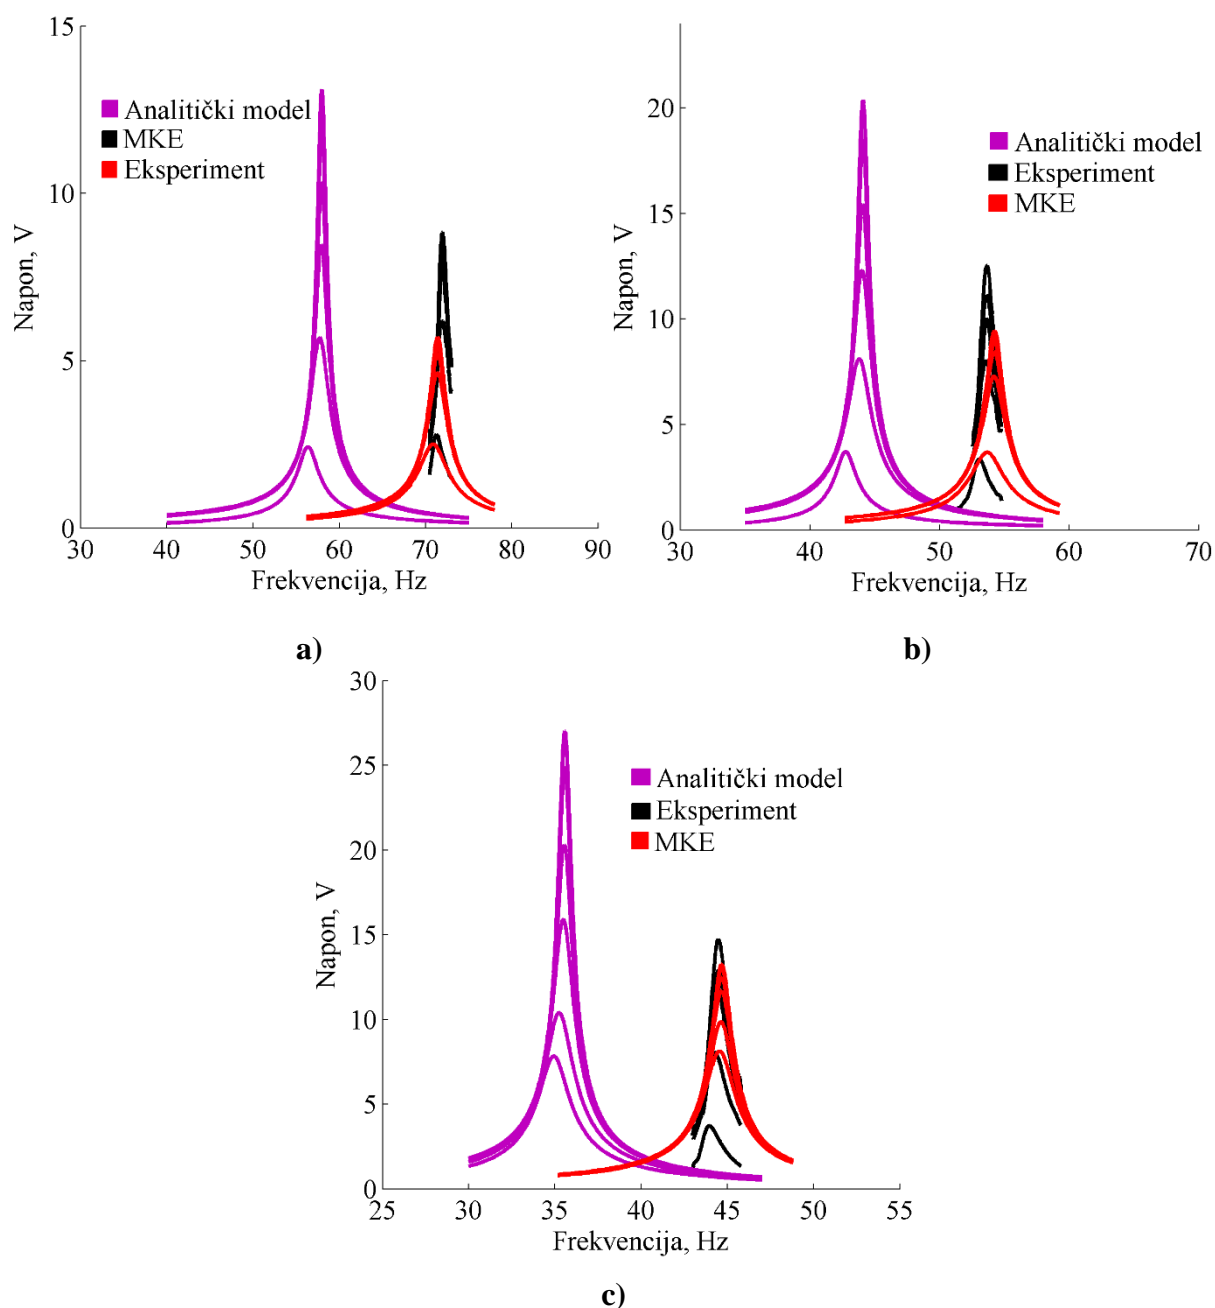 15
10
5
0
30
40
50
60
70
80
90
Napon, V
Frekvencija, Hz
Analitički model
MKE
Eksperiment
a)
20
15
10
5
0
30
40
50
60
70
Napon, V
Frekvencija, Hz
Analitički model
Eksperiment
MKE
b)
30
25
20
15
10
5
0
25
30
35
40
45
50
55
Napon, V
Frekvencija, Hz
Analitički model
Eksperiment
MKE
c)